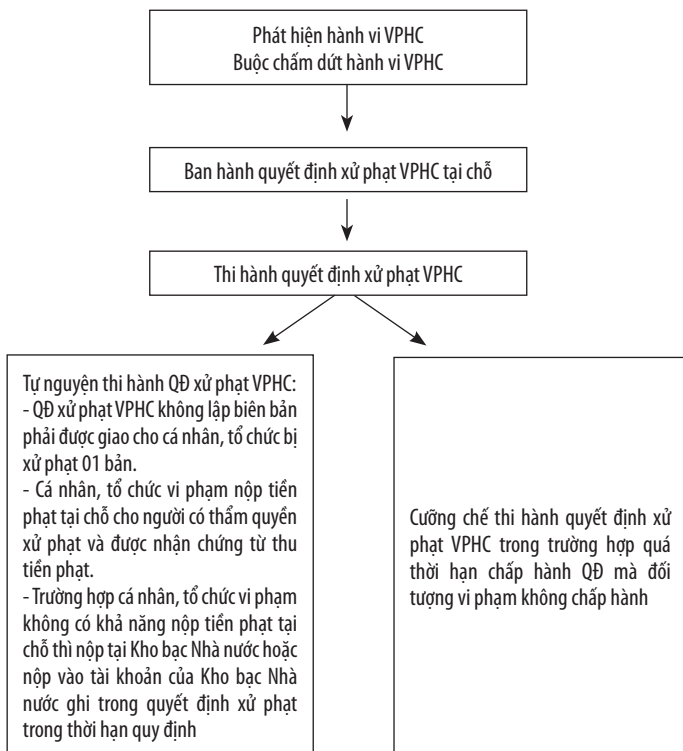 Phát hiện hành vi VPHC
Buộc chấm dứt hành vi VPHC
Ban hành quyết định xử phạt VPHC tại chỗ
Thi hành quyết định xử phạt VPHC
Tự nguyện thi hành QĐ xử phạt VPHC:
- QĐ xử phạt VPHC không lập biên bản
phải được giao cho cá nhân, tổ chức bị
xử phạt 01 bản.
- Cá nhân, tổ chức vi phạm nộp tiền
phạt tại chỗ cho người có thẩm quyền
xử phạt và được nhận chứng từ thu
tiền phạt.
- Trường hợp cá nhân, tổ chức vi phạm
không có khả năng nộp tiền phạt tại
chỗ thì nộp tại Kho bạc Nhà nước hoặc
nộp vào tài khoản của Kho bạc Nhà
nước ghi trong quyết định xử phạt
trong thời hạn quy định
Cưỡng chế thi hành quyết định xử
phạt VPHC trong trường hợp quá
thời hạn chấp hành QĐ mà đối
tượng vi phạm không chấp hành